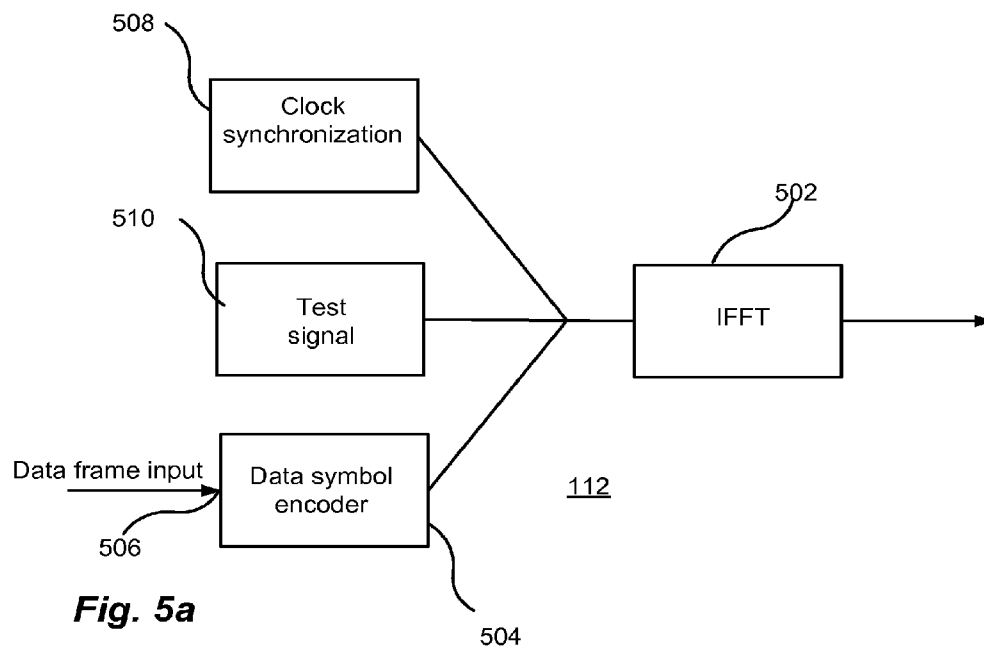 508
Clock
synchronization
502
510
Test
signal
IFFT
Data frame input
Data symbol
encoder
112
506
Fig. 5a
504